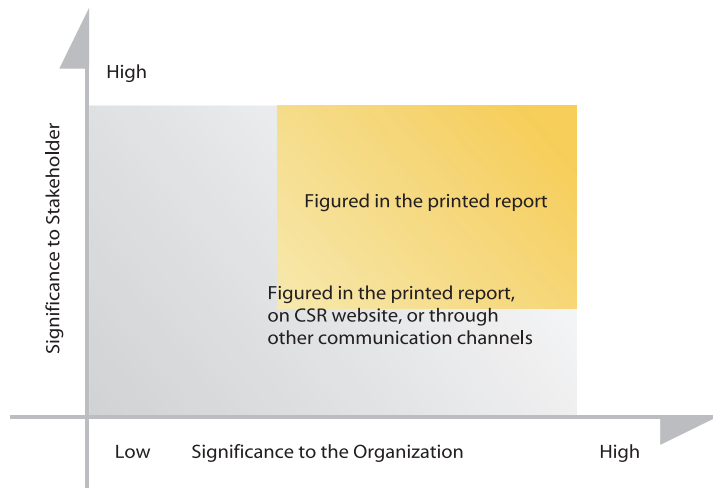 High
Significance to Stakeholder
Figured in the printed report
Figured in the printed report,
on CSR website, or through
other communication channels
Low
Significance to the Organization
High